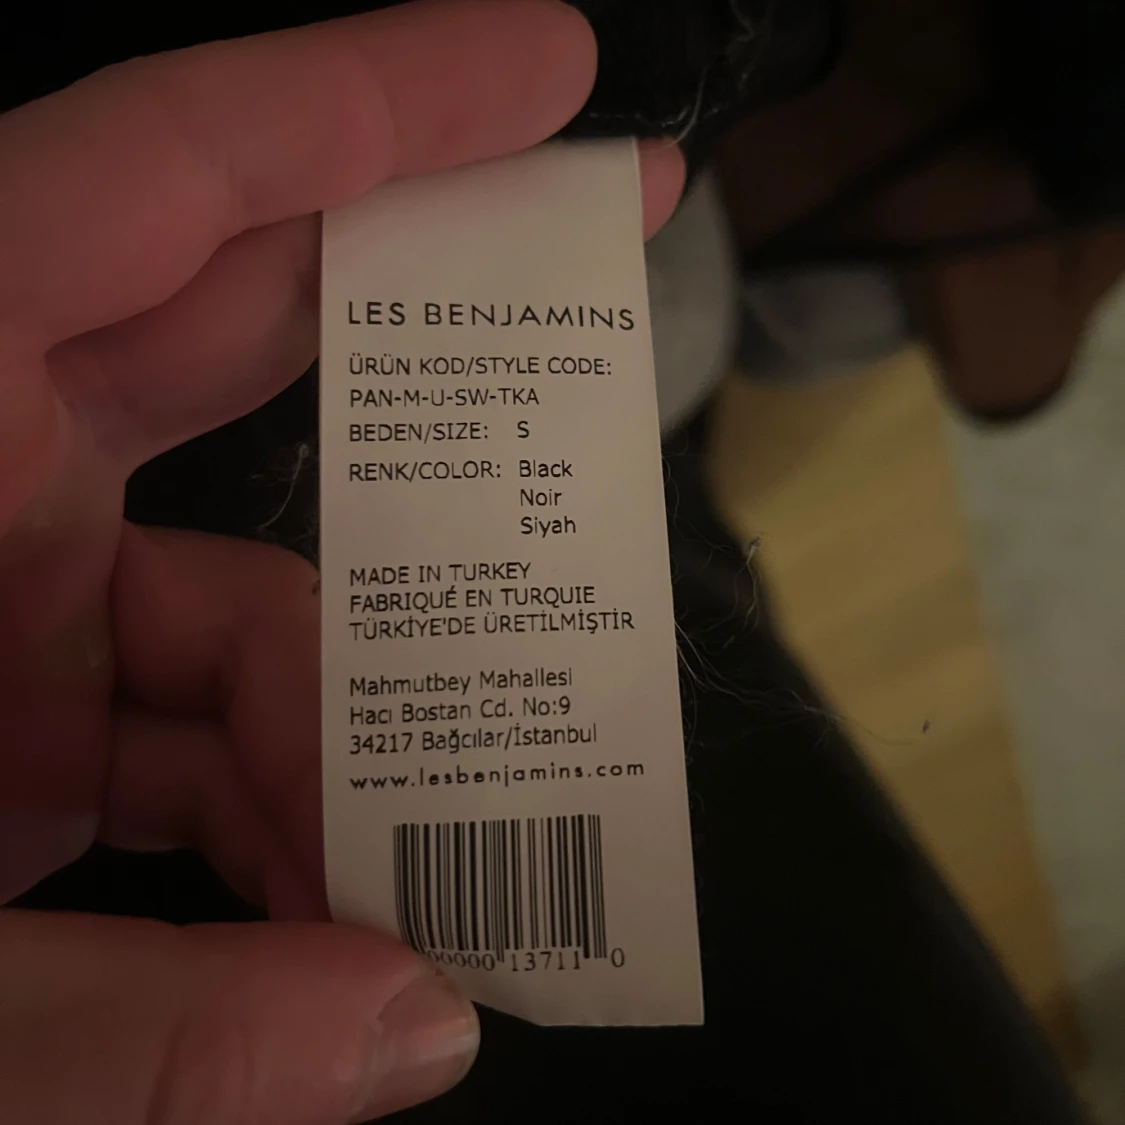 LES BENJAMINS
ÜRÜN KOD/STYLE CODE:
PAN-M-U-SW-TKA
BEDEN/SIZE: S
RENK/COLOR: Black
Noir
Siyah
MADE IN TURKEY
FABRIQUÉ EN TURQUIE
TÜRKİYE'DE ÜRETİLMİŞTİR
Mahmutbey Mahallesi
Hacı Bostan Cd. No:9
34217 Bağcılar/İstanbul
www.lesbenjamins.com
00000 13711 0